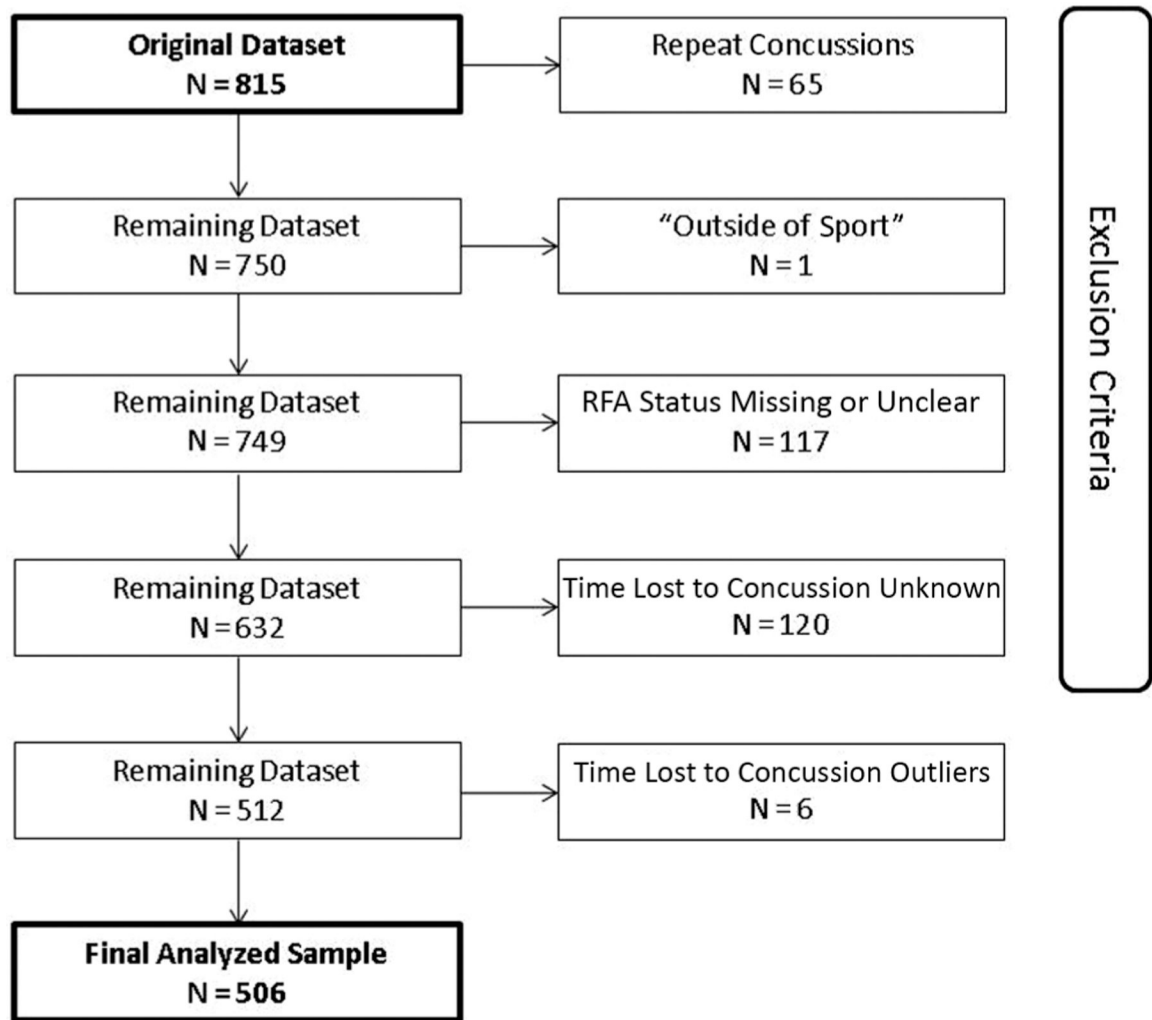 Original Dataset
N = 815
Repeat Concussions
N = 65
Remaining Dataset
N = 750
“Outside of Sport”
N = 1
Remaining Dataset
N = 749
RFA Status Missing or Unclear
N = 117
Remaining Dataset
N = 632
Time Lost to Concussion Unknown
N = 120
Remaining Dataset
N = 512
Time Lost to Concussion Outliers
N = 6
Final Analyzed Sample
N = 506
Exclusion Criteria